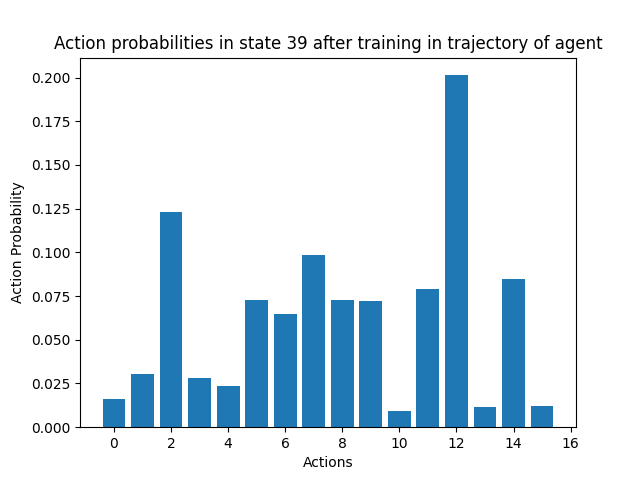 Action probabilities in state 39 after training in trajectory of agent
0.200
0.175
0.150
0.125
0.100
0.075
0.050
0.025
0.000
Action Probability
0 2 4 6 8 10 12 14 16
Actions